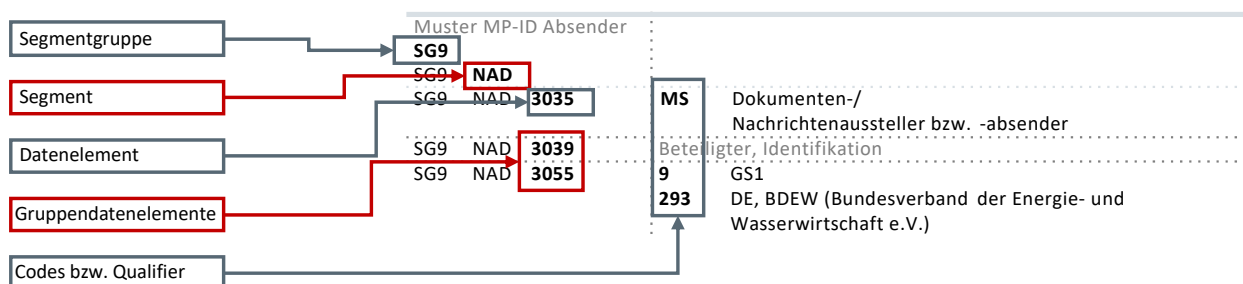 Muster MP-ID Absender
Segmentgruppe
SG9
SG9 NAD
Segment
SG9 NAD 3035 MS Dokumenten-/
Nachrichtenaussteller bzw. -absender
Datenelement
SG9 NAD 3039 Beteiligter, Identifikation
SG9 NAD 3055 9 GS1
293 DE, BDEW (Bundesverband der Energie- und
Gruppendatenelemente
Wasserwirtschaft e.V.)
Codes bzw. Qualifier